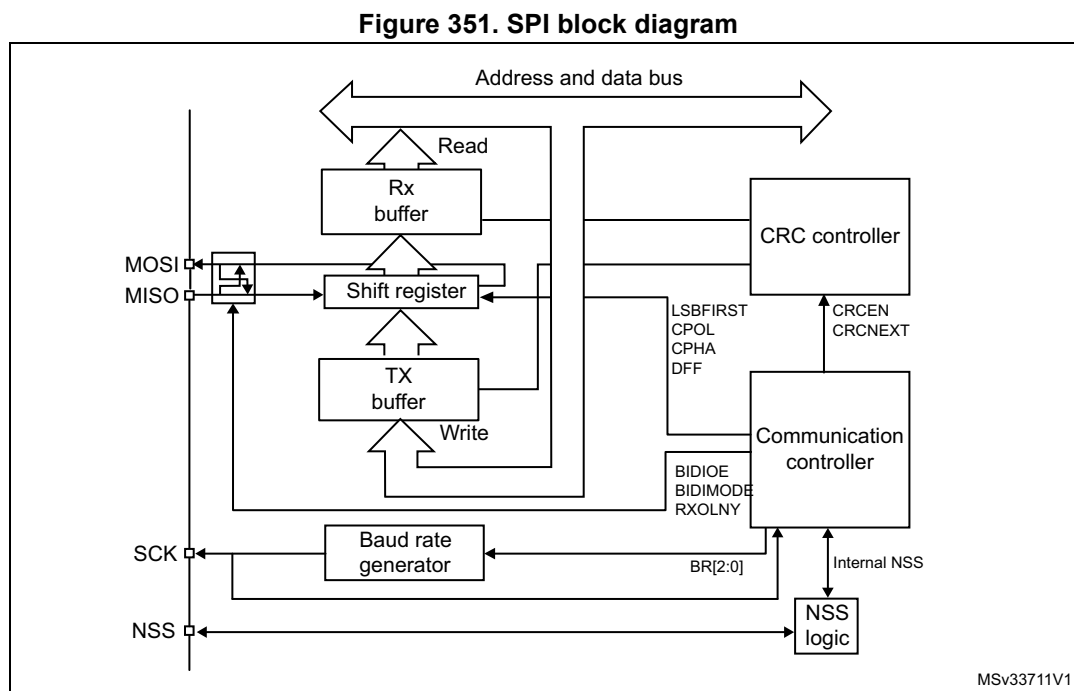 Figure 351. SPI block diagram
Address and data bus
Read
Rx
buffer
CRC controller
MOSI
MISO
Shift register
LSBFIRST
CPOL
CPHA
DFF
CRCEN
CRCNEXT
TX
buffer
Write
Communication
controller
BIDIOE
BIDIMODE
RXOLNY
SCK
Baud rate
generator
BR[2:0]
Internal NSS
NSS
NSS
logic
MSv33711V1